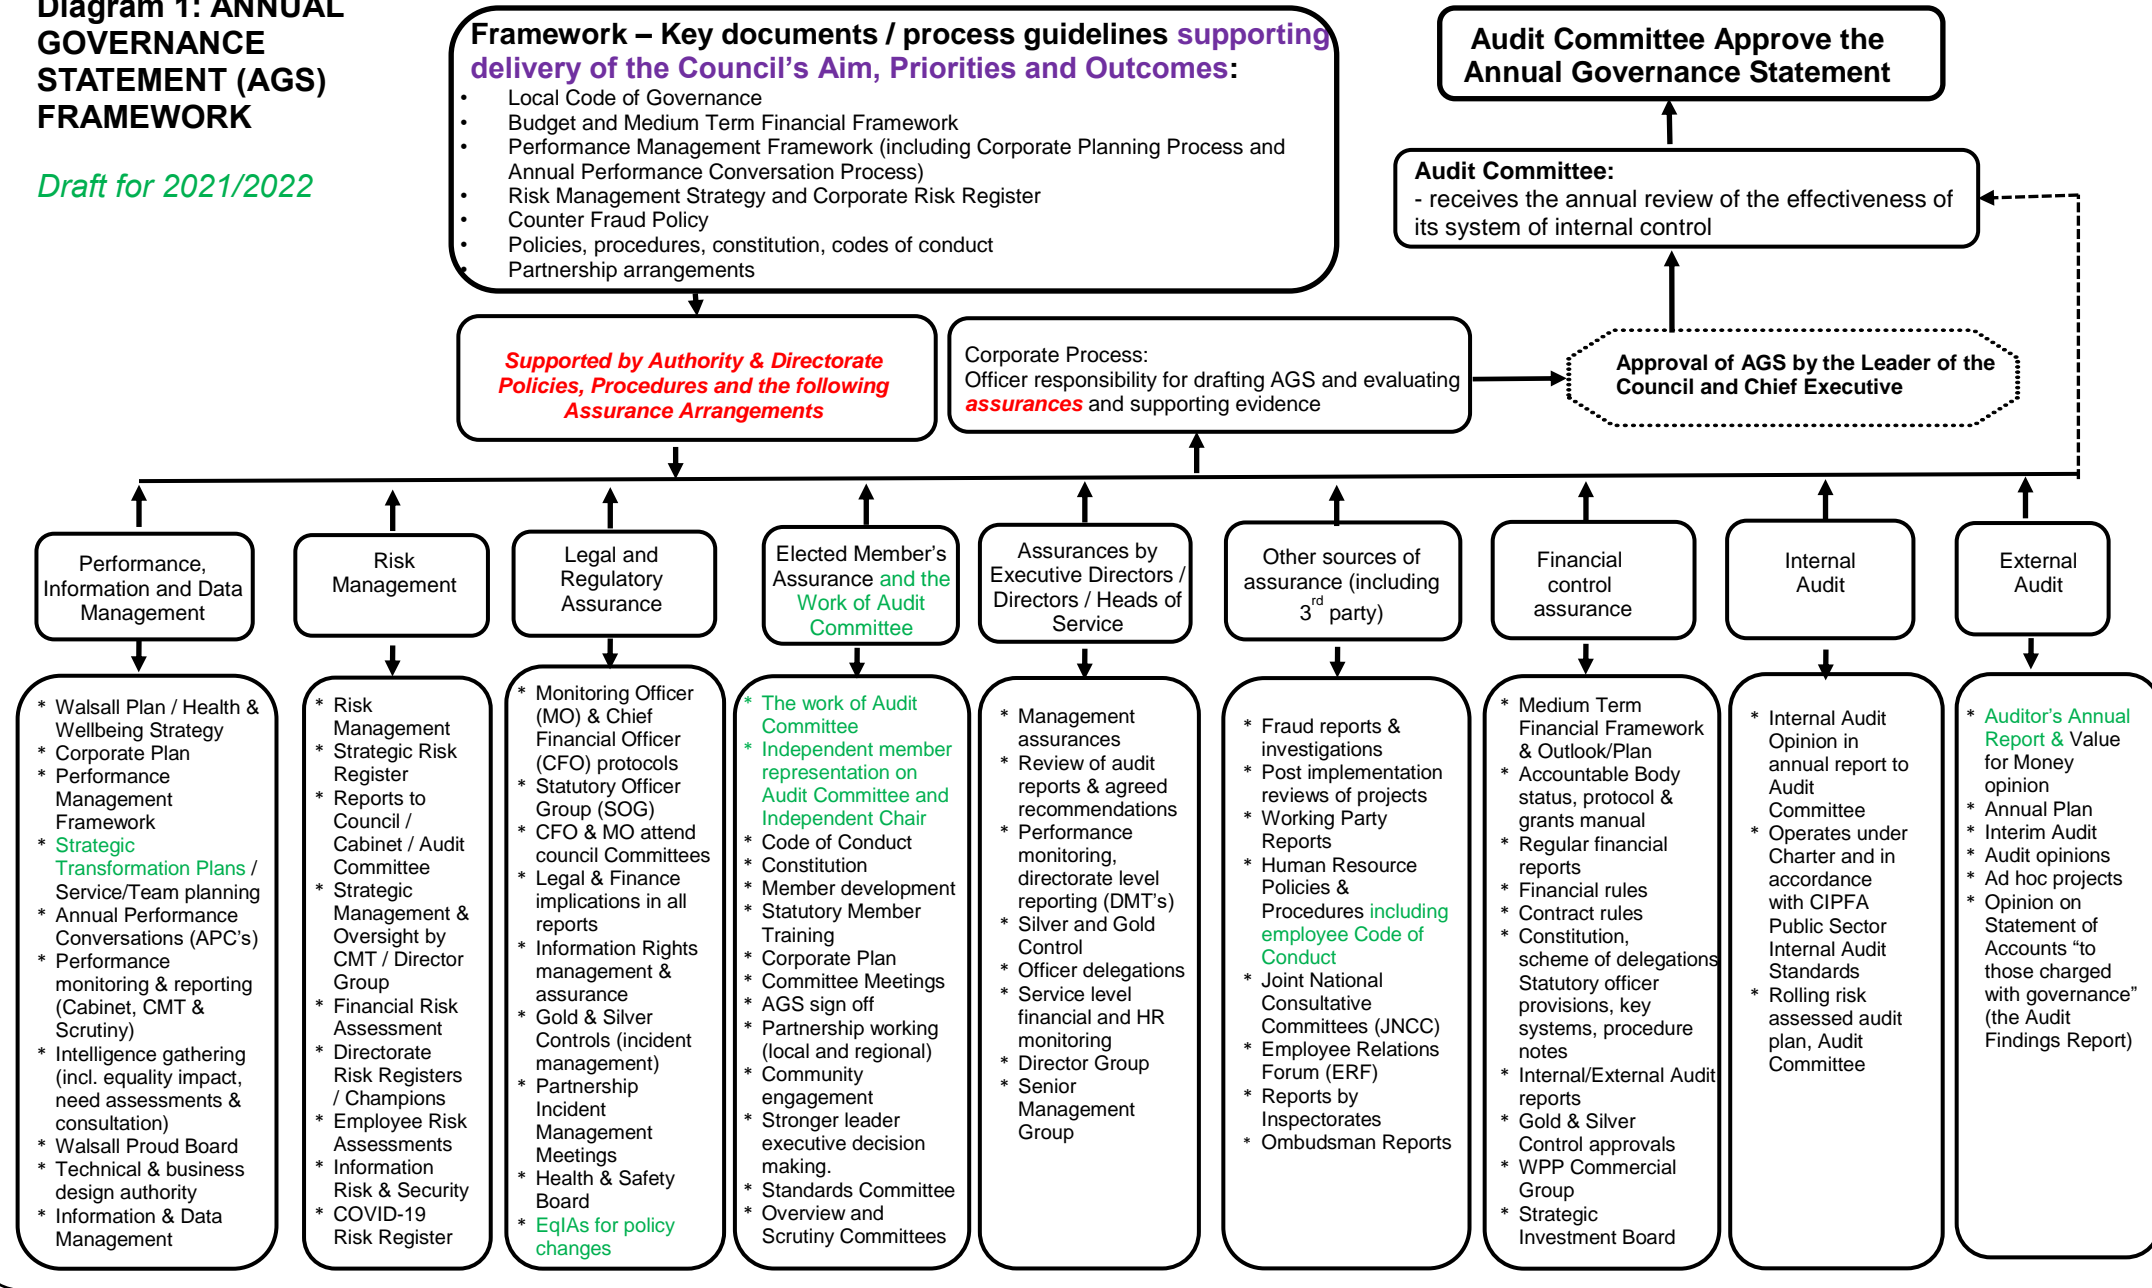 Diagram 1: ANNUAL
GOVERNANCE
STATEMENT (AGS)
FRAMEWORK
Draft for 2021/2022
Framework – Key documents / process guidelines supporting
delivery of the Council's Aim, Priorities and Outcomes:
• Local Code of Governance
• Budget and Medium Term Financial Framework
• Performance Management Framework (including Corporate Planning Process and
Annual Performance Conversation Process)
• Risk Management Strategy and Corporate Risk Register
• Counter Fraud Policy
• Policies, procedures, constitution, codes of conduct
• Partnership arrangements
Audit Committee Approve the
Annual Governance Statement
Audit Committee:
- receives the annual review of the effectiveness of
its system of internal control
Supported by Authority & Directorate
Policies, Procedures and the following
Assurance Arrangements
Corporate Process:
Officer responsibility for drafting AGS and evaluating
assurances and supporting evidence
Approval of AGS by the Leader of the
Council and Chief Executive
Performance,
Information and Data
Management
Risk
Management
Legal and
Regulatory
Assurance
Elected Member's
Assurance and the
Work of Audit
Committee
Assurances by
Executive Directors /
Directors / Heads of
Service
Other sources of
assurance (including
3rd party)
Financial
control
assurance
Internal
Audit
External
Audit
* Walsall Plan / Health &
Wellbeing Strategy
* Corporate Plan
* Performance
Management
Framework
* Strategic
Transformation Plans /
Service/Team planning
* Annual Performance
Conversations (APC's)
* Performance
monitoring & reporting
(Cabinet, CMT &
Scrutiny)
* Intelligence gathering
(incl. equality impact,
need assessments &
consultation)
* Walsall Proud Board
* Technical & business
design authority
* Information & Data
Management
* Risk
Management
* Strategic Risk
Register
* Reports to
Council /
Cabinet / Audit
Committee
* Strategic
Management &
Oversight by
CMT / Director
Group
* Financial Risk
Assessment
* Directorate
Risk Registers
/ Champions
* Employee Risk
Assessments
* Information
Risk & Security
* COVID-19
Risk Register
* Monitoring Officer
(MO) & Chief
Financial Officer
(CFO) protocols
* Statutory Officer
Group (SOG)
* CFO & MO attend
council Committees
* Legal & Finance
implications in all
reports
* Information Rights
management &
assurance
* Gold & Silver
Controls (incident
management)
* Partnership
Incident
Management
Meetings
* Health & Safety
Board
* EqIAs for policy
changes
* The work of Audit
Committee
* Independent member
representation on
Audit Committee and
Independent Chair
* Code of Conduct
* Constitution
* Member development
* Statutory Member
Training
* Corporate Plan
* Committee Meetings
* AGS sign off
* Partnership working
(local and regional)
* Community
engagement
* Stronger leader
executive decision
making.
* Standards Committee
* Overview and
Scrutiny Committees
* Management
assurances
* Review of audit
reports & agreed
recommendations
* Performance
monitoring,
directorate level
reporting (DMT's)
* Silver and Gold
Control
* Officer delegations
* Service level
financial and HR
monitoring
* Director Group
* Senior
Management
Group
* Fraud reports &
investigations
* Post implementation
reviews of projects
* Working Party
Reports
* Human Resource
Policies &
Procedures including
employee Code of
Conduct
* Joint National
Consultative
Committees (JNCC)
* Employee Relations
Forum (ERF)
* Reports by
Inspectorates
* Ombudsman Reports
* Medium Term
Financial Framework
& Outlook/Plan
* Accountable Body
status, protocol &
grants manual
* Regular financial
reports
* Financial rules
* Contract rules
* Constitution,
scheme of delegations
Statutory officer
provisions, key
systems, procedure
notes
* Internal/External Audit
reports
* Gold & Silver
Control approvals
* WPP Commercial
Group
* Strategic
Investment Board
* Internal Audit
Opinion in
annual report to
Audit
Committee
* Operates under
Charter and in
accordance
with CIPFA
Public Sector
Internal Audit
Standards
* Rolling risk
assessed audit
plan, Audit
Committee
* Auditor's Annual
Report & Value
for Money
opinion
* Annual Plan
* Interim Audit
* Audit opinions
* Ad hoc projects
* Opinion on
Statement of
Accounts “to
those charged
with governance”
(the Audit
Findings Report)